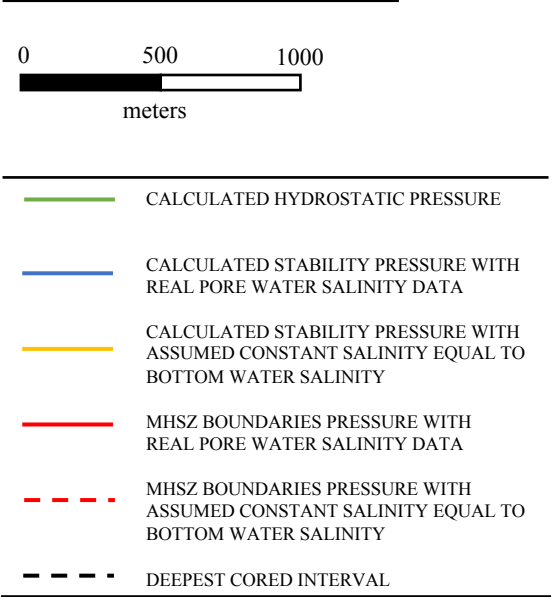 0 500 1000
meters
CALCULATED HYDROSTATIC PRESSURE
CALCULATED STABILITY PRESSURE WITH
REAL PORE WATER SALINITY DATA
CALCULATED STABILITY PRESSURE WITH
ASSUMED CONSTANT SALINITY EQUAL TO
BOTTOM WATER SALINITY
MHSZ BOUNDARIES PRESSURE WITH
REAL PORE WATER SALINITY DATA
MHSZ BOUNDARIES PRESSURE WITH
ASSUMED CONSTANT SALINITY EQUAL TO
BOTTOM WATER SALINITY
DEEPEST CORED INTERVAL